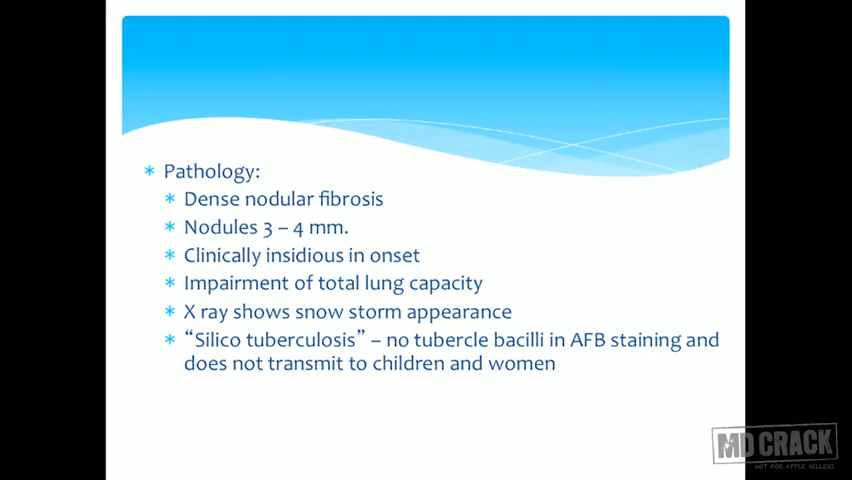 * Pathology:
* Dense nodular fibrosis
* Nodules 3 – 4 mm.
* Clinically insidious in onset
* Impairment of total lung capacity
* X ray shows snow storm appearance
* “Silico tuberculosis” – no tubercle bacilli in AFB staining and
does not transmit to children and women
MD CRACK
NOT FOR APPLE SELLERS